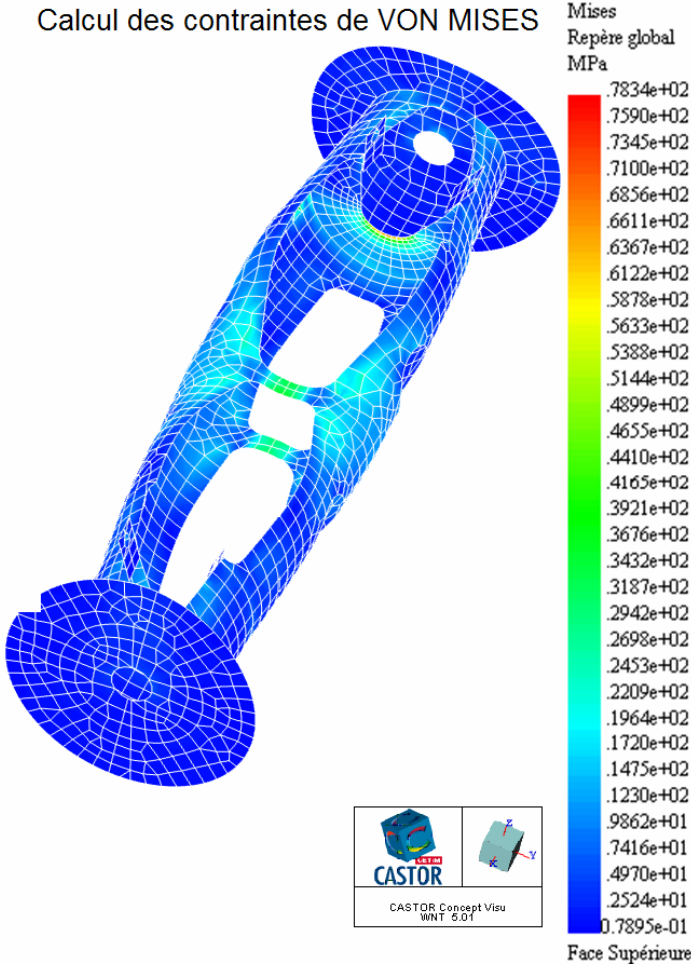 Calcul des contraintes de VON MISES
Mises
Repère global
MPa
.7834e+02
.7590e+02
.7345e+02
.7100e+02
.6856e+02
.6611e+02
.6367e+02
.6122e+02
.5878e+02
.5633e+02
.5388e+02
.5144e+02
.4899e+02
.4655e+02
.4410e+02
.4165e+02
.3921e+02
.3676e+02
.3432e+02
.3187e+02
.2942e+02
.2698e+02
.2453e+02
.2209e+02
.1964e+02
.1720e+02
.1475e+02
.1230e+02
.9862e+01
.7416e+01
.4970e+01
.2524e+01
0.7895e-01
Face Supérieure
CETIM
CASTOR
Z
Y
X
CASTOR Concept Visu
WNT 5.01